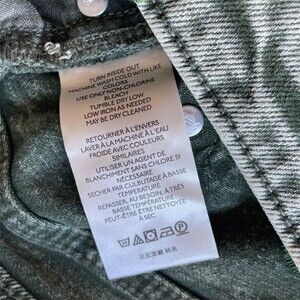 TURN INSIDE OUT
MACHINE WASH COLD WITH LIKE
COLORS
USE ONLY NON-CHLORINE
BLEACH
TUMBLE DRY LOW
LOW IRON AS NEEDED
MAY BE DRY CLEANED
RETOURNER À L'ENVERS
LAVER À LA MACHINE À L'EAU
FROIDE AVEC COULEURS
SIMILAIRES
UTILISER UN AGENT DE
BLANCHIMENT SANS CHLORE SI
NÉCESSAIRE
SÉCHER PAR CULBUTAGE À BASSE
TEMPÉRATURE
REPASSER, AU BESOIN, À TRÈS
BASSE TEMPÉRATURE
PEUT-ÊTRE ÊTRE NETTOYÉE
À SEC